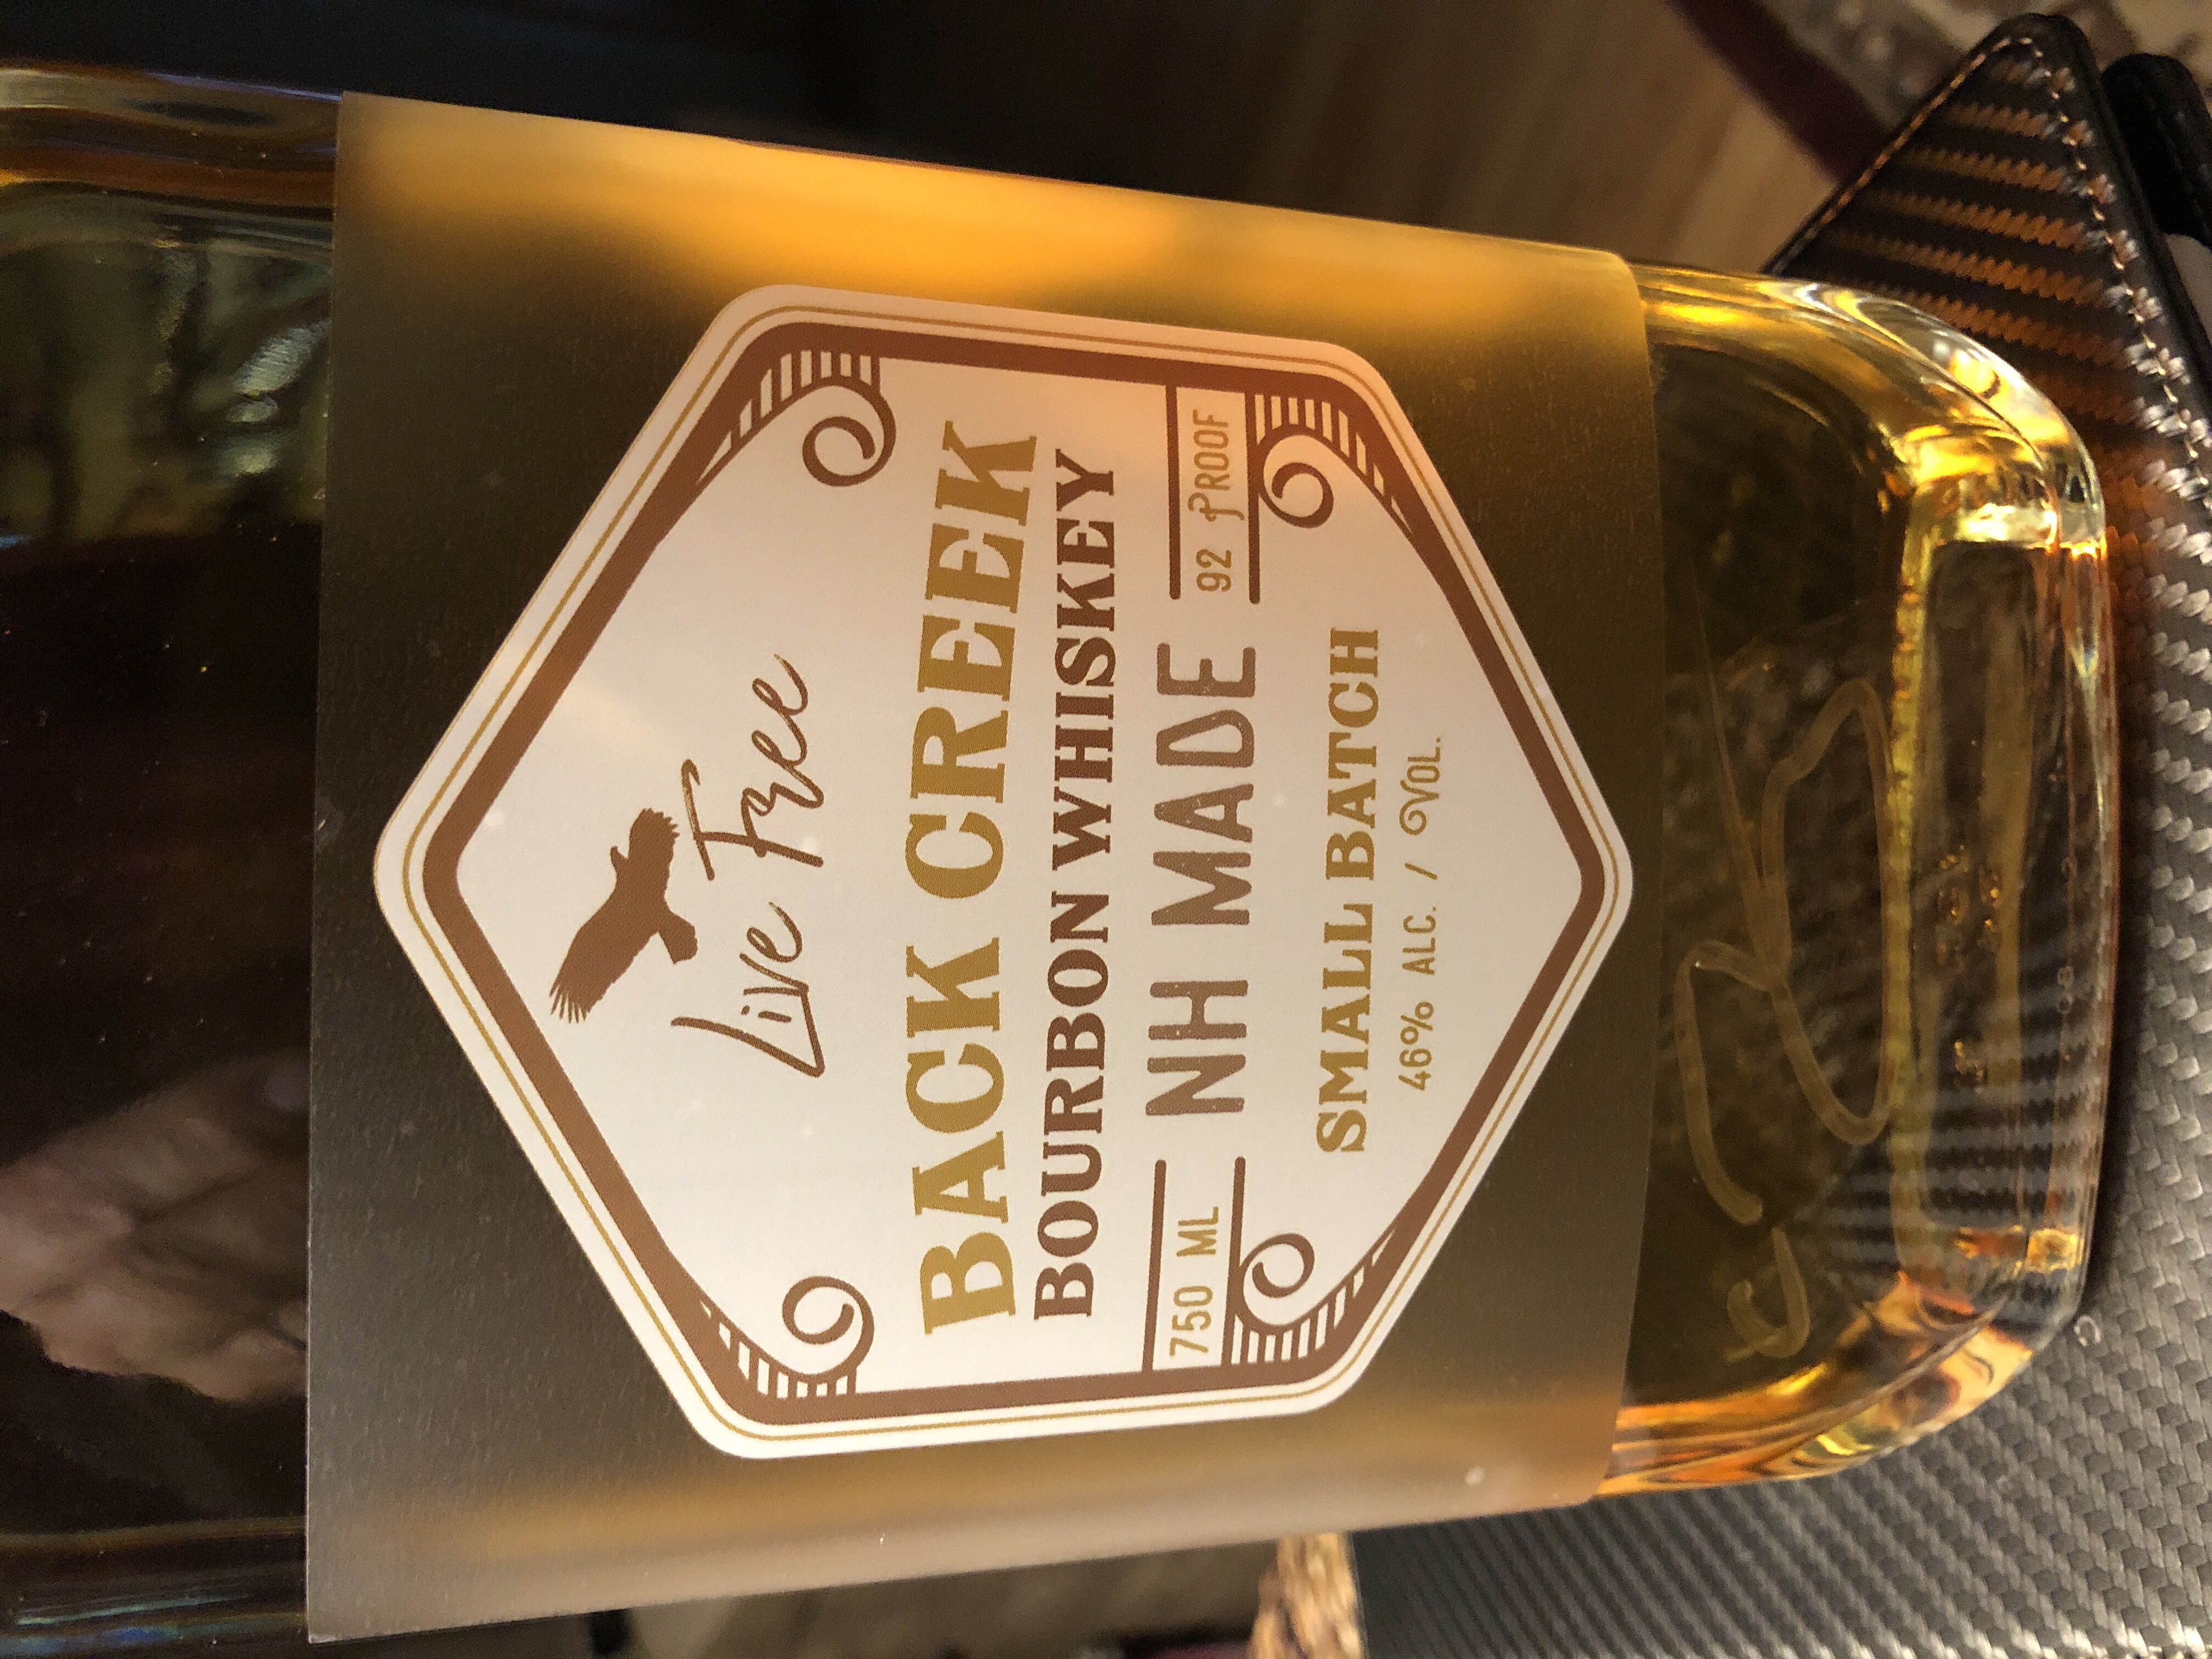 Live Free
BACK CREEK
BOURBON WHISKEY
750 ML NH MADE 92 PROOF
SMALL BATCH
46% ALC. / VOL.